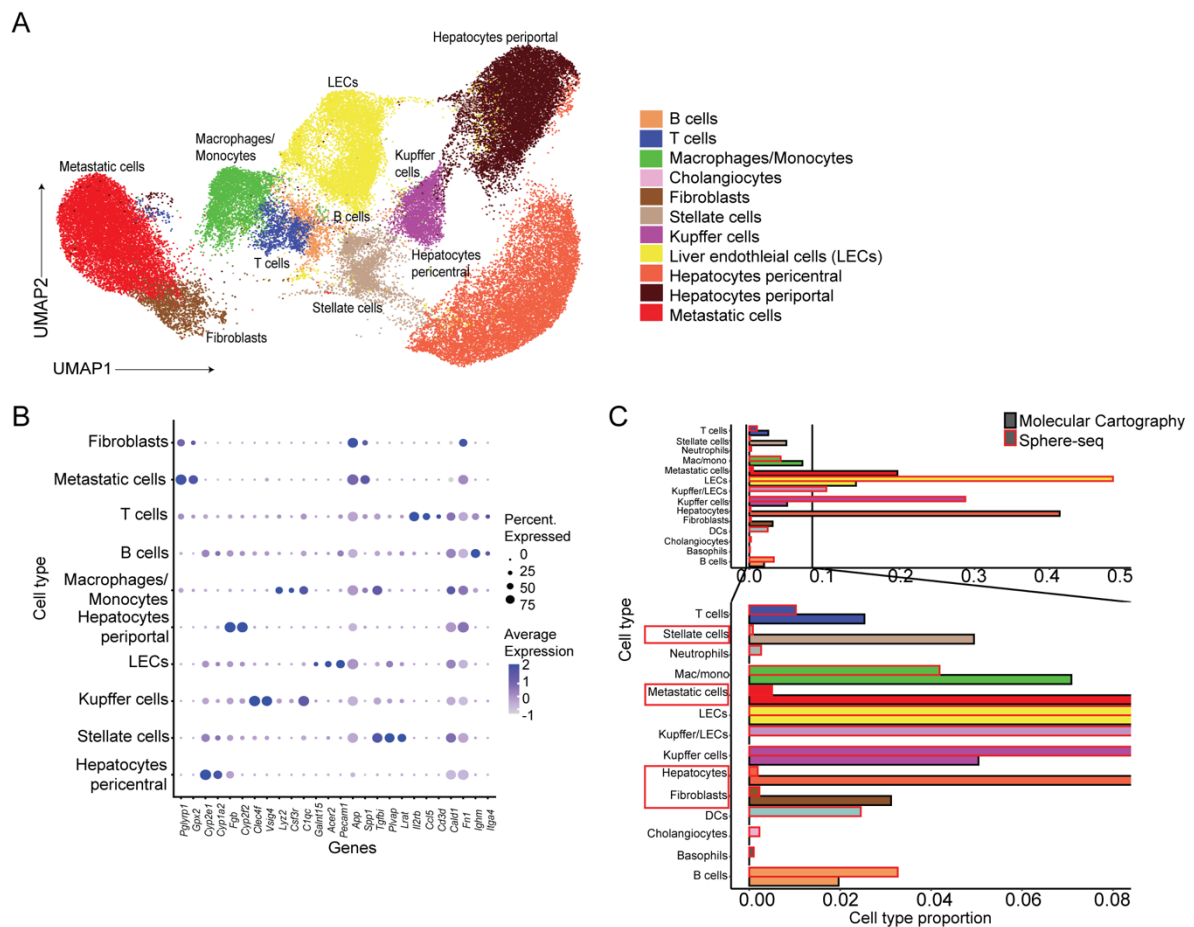 A
Hepatocytes periportal
LECs
Macrophages/
Monocytes
Kupffer
cells
Metastatic cells
B cells
T cells
Hepatocytes
pericentral
Stellate cells
Fibroblasts
UMAP2
UMAP1
B cells
T cells
Macrophages/Monocytes
Cholangiocytes
Fibroblasts
Stellate cells
Kupffer cells
Liver endothleial cells (LECs)
Hepatocytes pericentral
Hepatocytes periportal
Metastatic cells
B
Cell type
Fibroblasts
Metastatic cells
T cells
B cells
Macrophages/
Monocytes
Hepatocytes
periportal
LECs
Kupffer cells
Stellate cells
Hepatocytes
pericentral
Pglyrp1
Gpx2
Cyp2e1
Cyp1a2
Fgb
Cyp2f2
Clec4f
Vsig4
Lyz2
Csf3r
C1qc
Galnt15
Acer2
Pecam1
App
Spp1
Tgfbi
Plvap
Lrat
Il2rb
Ccl5
Cd3d
Cald1
Fn1
Ighm
Itga4
Genes
Percent.
Expressed
0
25
50
75
Average
Expression
2
1
0
-1
C
Molecular Cartography
Sphere-seq
T cells
Stellate cells
Neutrophils
Mac/mono
Metastatic cells
LECs
Kupffer/LECs
Kupffer cells
Hepatocytes
Fibroblasts
DCs
Cholangiocytes
Basophils
B cells
0.0 0.1 0.2 0.3 0.4 0.5
Cell type
T cells
Stellate cells
Neutrophils
Mac/mono
Metastatic cells
LECs
Kupffer/LECs
Kupffer cells
Hepatocytes
Fibroblasts
DCs
Cholangiocytes
Basophils
B cells
0.00 0.02 0.04 0.06 0.08
Cell type proportion